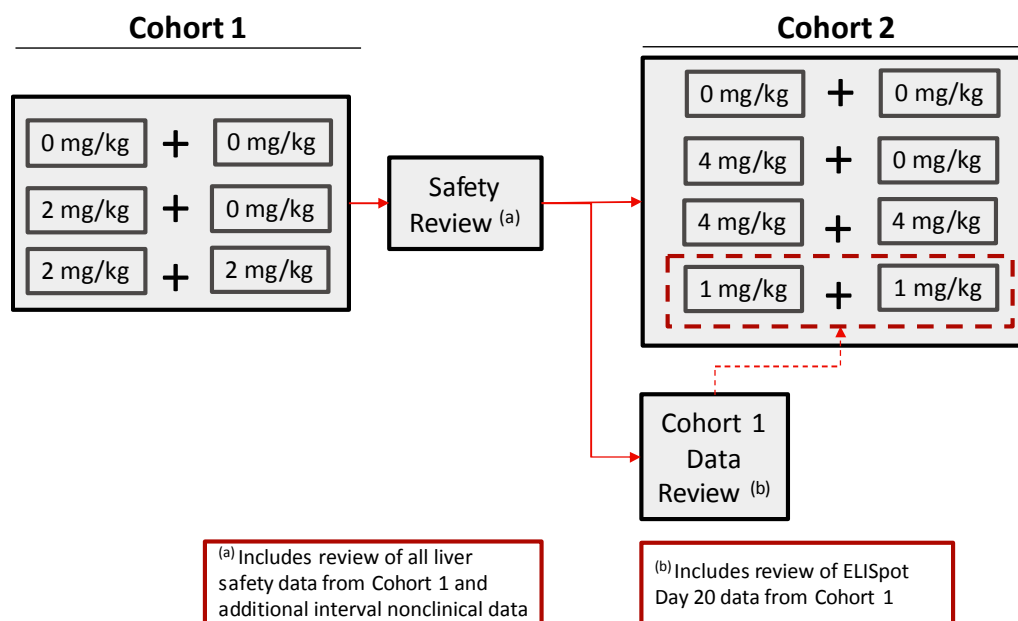 Cohort 1
0 mg/kg + 0 mg/kg
2 mg/kg + 0 mg/kg
2 mg/kg + 2 mg/kg
Safety
Review (a)
Cohort 2
0 mg/kg + 0 mg/kg
4 mg/kg + 0 mg/kg
4 mg/kg + 4 mg/kg
1 mg/kg + 1 mg/kg
Cohort 1
Data
Review (b)
(a) Includes review of all liver
safety data from Cohort 1 and
additional interval nonclinical data
(b) Includes review of ELISpot
Day 20 data from Cohort 1